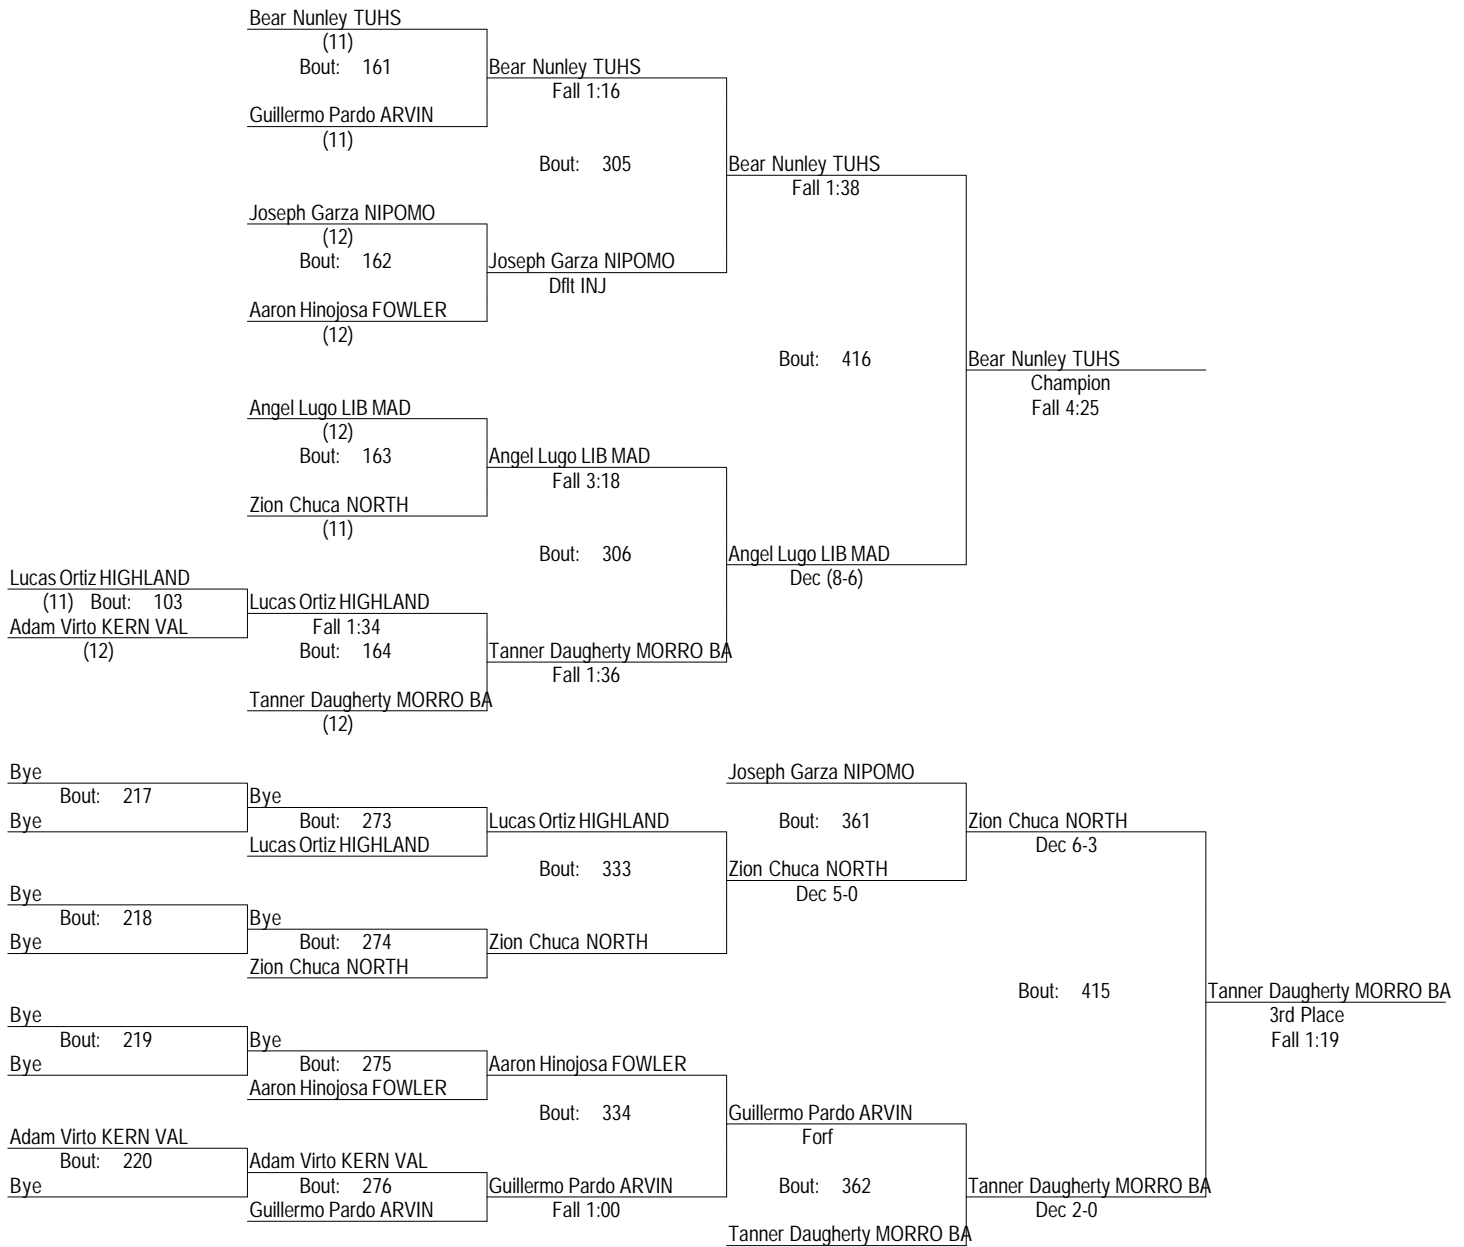 Bear Nunley TUHS
(11)
Bout: 161
Bear Nunley TUHS
Fall 1:16
Guillermo Pardo ARVIN
(11)
Bout: 305
Bear Nunley TUHS
Fall 1:38
Joseph Garza NIPOMO
(12)
Bout: 162
Joseph Garza NIPOMO
Dflt INJ
Aaron Hinojosa FOWLER
(12)
Bout: 416
Bear Nunley TUHS
Champion
Fall 4:25
Angel Lugo LIB MAD
(12)
Bout: 163
Angel Lugo LIB MAD
Fall 3:18
Zion Chuca NORTH
(11)
Bout: 306
Angel Lugo LIB MAD
Dec (8-6)
Lucas Ortiz HIGHLAND
(11) Bout: 103
Adam Virto KERN VAL
(12)
Lucas Ortiz HIGHLAND
Fall 1:34
Bout: 164
Tanner Daugherty MORRO BA
Fall 1:36
Tanner Daugherty MORRO BA
(12)
Bye
Bout: 217
Bye
Bye
Bout: 273
Lucas Ortiz HIGHLAND
Lucas Ortiz HIGHLAND
Joseph Garza NIPOMO
Bout: 361
Zion Chuca NORTH
Dec 6-3
Bout: 333
Zion Chuca NORTH
Dec 5-0
Bye
Bout: 218
Bye
Bye
Bout: 274
Zion Chuca NORTH
Zion Chuca NORTH
Bout: 415
Tanner Daugherty MORRO BA
3rd Place
Fall 1:19
Bye
Bout: 219
Bye
Bye
Bout: 275
Aaron Hinojosa FOWLER
Aaron Hinojosa FOWLER
Bout: 334
Guillermo Pardo ARVIN
Forf
Adam Virto KERN VAL
Bout: 220
Bye
Adam Virto KERN VAL
Bout: 276
Guillermo Pardo ARVIN
Guillermo Pardo ARVIN
Fall 1:00
Bout: 362
Tanner Daugherty MORRO BA
Dec 2-0
Tanner Daugherty MORRO BA